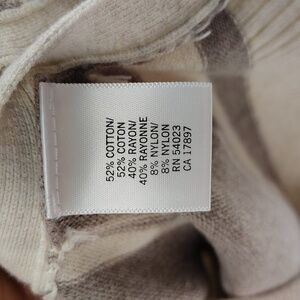 52% COTTON/
52% COTON
40% RAYON/
40% RAYONNE
8% NYLON/
8% NYLON
RN 54023
CA 17897